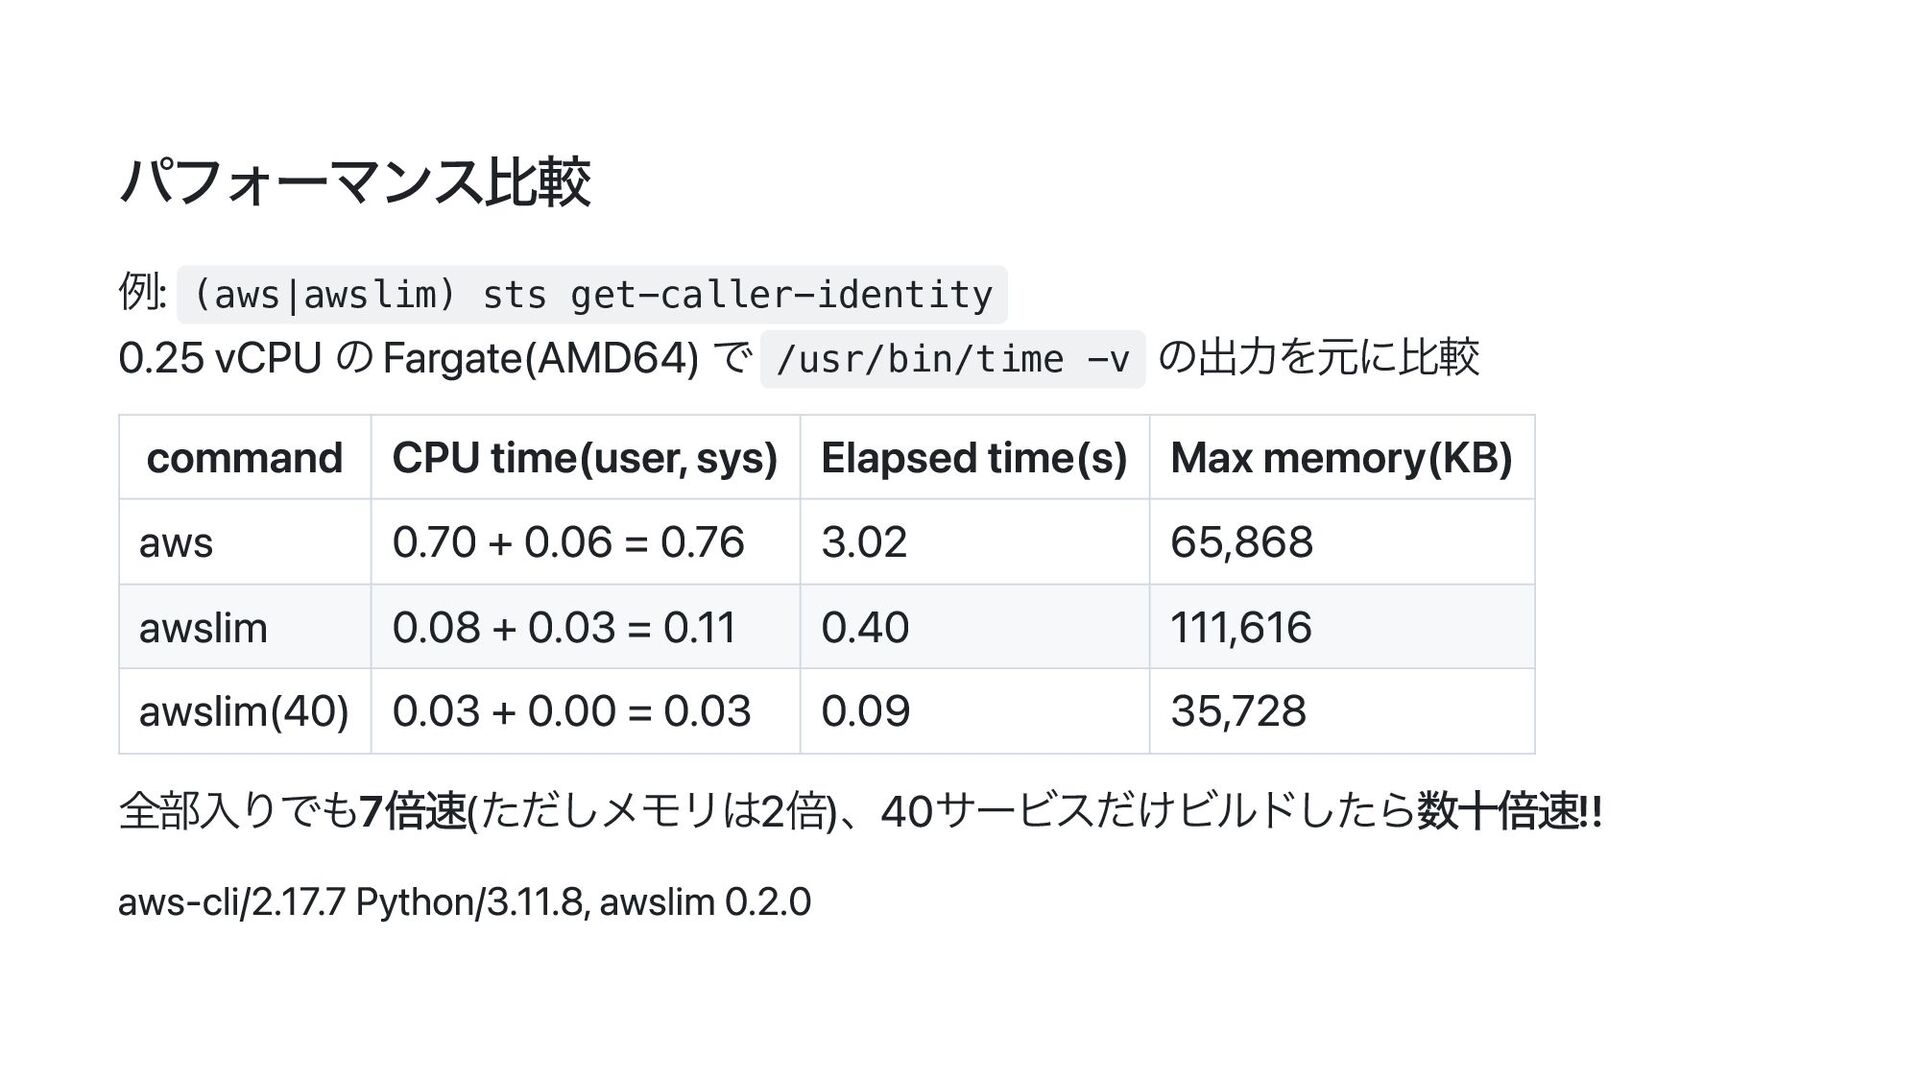 パフォーマンス比較
例: (aws|awslim) sts get-caller-identity
0.25 vCPU の Fargate(AMD64) で /usr/bin/time -v の出力を元に比較
command CPU time(user, sys) Elapsed time(s) Max memory(KB)
aws 0.70 + 0.06 = 0.76 3.02 65,868
awslim 0.08 + 0.03 = 0.11 0.40 111,616
awslim(40) 0.03 + 0.00 = 0.03 0.09 35,728
全部入りでも7倍速(ただしメモリは2倍)、40サービスだけビルドしたら数十倍速!!
aws-cli/2.17.7 Python/3.11.8, awslim 0.2.0